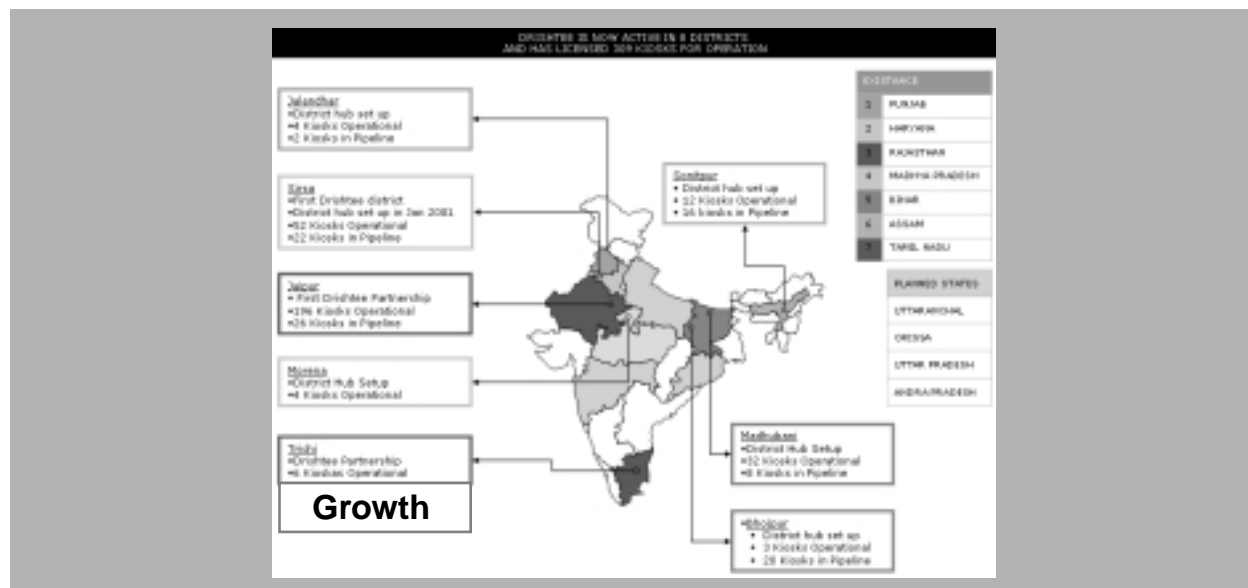 DRISHTEE IS NOW ACTIVE IN 8 DISTRICTS
AND HAS LICENSED 309 KIOSKS FOR OPERATION
Jalandhar
•District hub set up
•4 Kiosks Operational
•2 Kiosks in Pipeline
Sirsa
•First Drishtee district
•District hub set up in Jan 2001
•52 Kiosks Operational
•22 Kiosks in Pipeline
Jaipur
• First Drishtee Partnership
•196 Kiosks Operational
•26 Kiosks in Pipeline
Morena
•District Hub Setup
•4 Kiosks Operational
Trichy
•Drishtee Partnership
•6 Kioskos Operational
Growth
Sonitpur
• District hub set up
• 12 Kiosks Operational
• 16 kiosks in Pipeline
EXISTANCE
1 PUNJAB
2 HARYANA
3 RAJASTHAN
4 MADHYA PRADESH
5 BIHAR
6 ASSAM
7 TAMIL NADU
PLANNED STATES
UTTARANCHAL
ORISSA
UTTAR PRADESH
ANDRA PRADESH
Madhubani
•District Hub Setup
•32 Kiosks Operational
•8 Kiosks in Pipeline
•Bhojpur
• District hub set up
• 3 Kiosks Operational
• 20 Kiosks in Pipeline